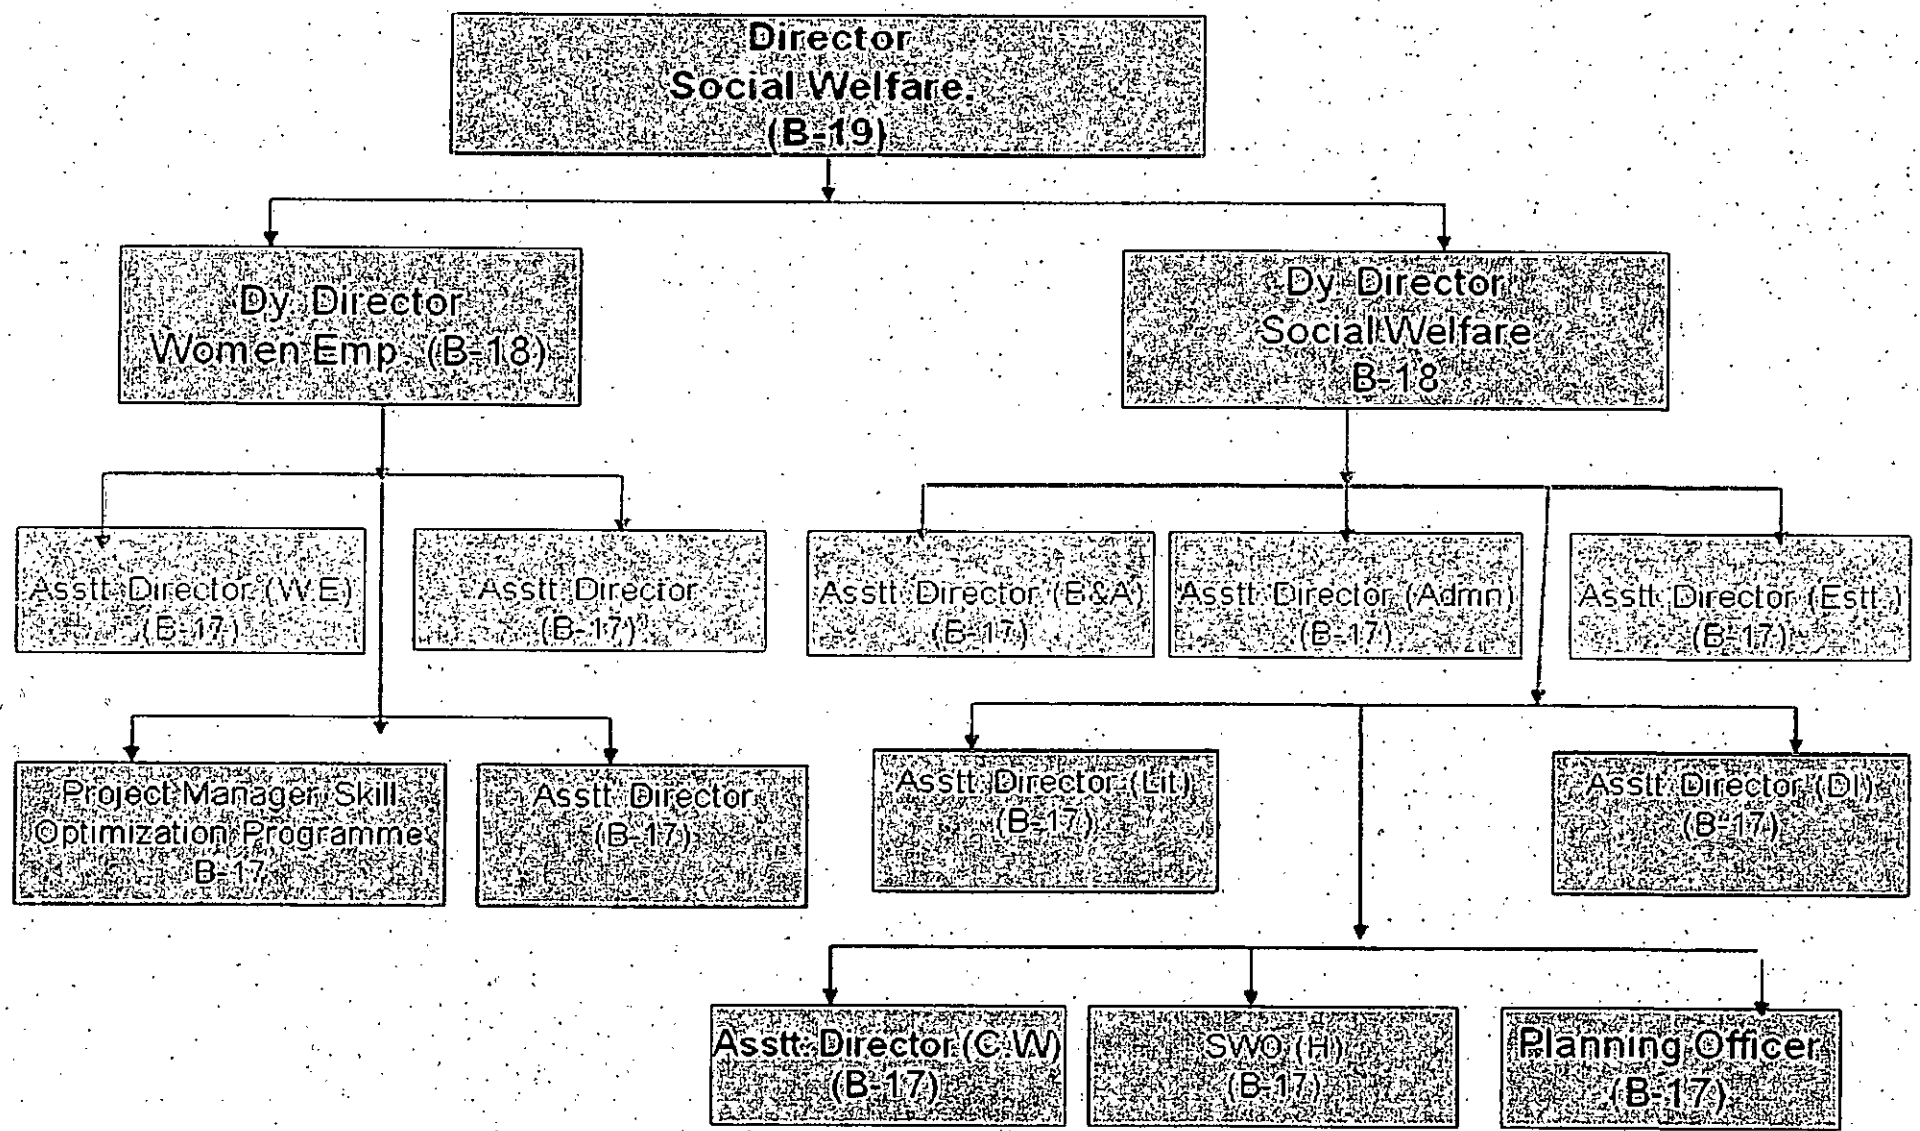 Director
Social Welfare.
(B-19)
Dy. Director
Women Emp. (B-18)
Dy. Director
Social Welfare
B-18
Asstt. Director (W.E)
(B-17)
Asstt. Director
(B-17)
Asstt. Director (B&A)
(B-17)
Asstt. Director (Admn)
(B-17)
Asstt. Director (Estt.)
(B-17)
Project Manager Skill
Optimization Programme
B-17
Asstt. Director
(B-17)
Asstt. Director (Lit)
(B-17)
Asstt. Director (DI)
(B-17)
Asstt. Director (C.W)
(B-17)
SWO (H)
(B-17)
Planning Officer
(B-17)